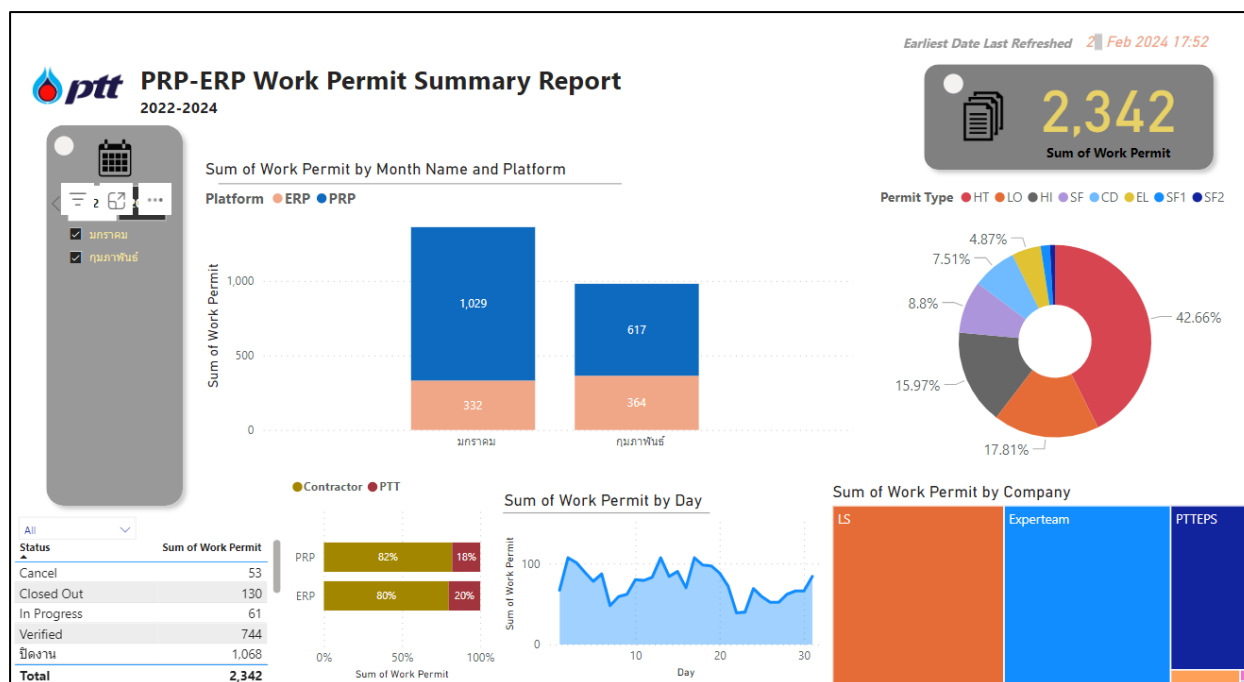 Earliest Date Last Refreshed Feb 2024 17:52
ptt
PRP-ERP Work Permit Summary Report
2022-2024
2,342
Sum of Work Permit
มกราคม
กุมภาพันธ์
Sum of Work Permit by Month Name and Platform
Platform ERP PRP
Sum of Work Permit
1,000
500
0
1,029
332
617
364
มกราคม
กุมภาพันธ์
Permit Type HT LO HI SF CD EL SF1 SF2
4.87%
7.51%
8.8%
15.97%
17.81%
42.66%
All
Status Sum of Work Permit
Cancel 53
Closed Out 130
In Progress 61
Verified 744
ปิดงาน 1,068
Total 2,342
Contractor PTT
PRP 82% 18%
ERP 80% 20%
0% 50% 100%
Sum of Work Permit
Sum of Work Permit by Day
Sum of Work Permit
100
0
10 20 30
Day
Sum of Work Permit by Company
LS
Experteam
PTTEPS